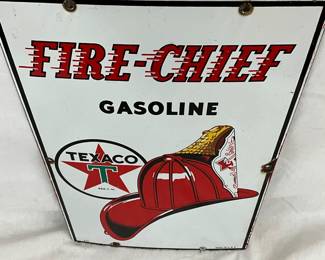 FIRE-CHIEF
GASOLINE
TEXACO
T